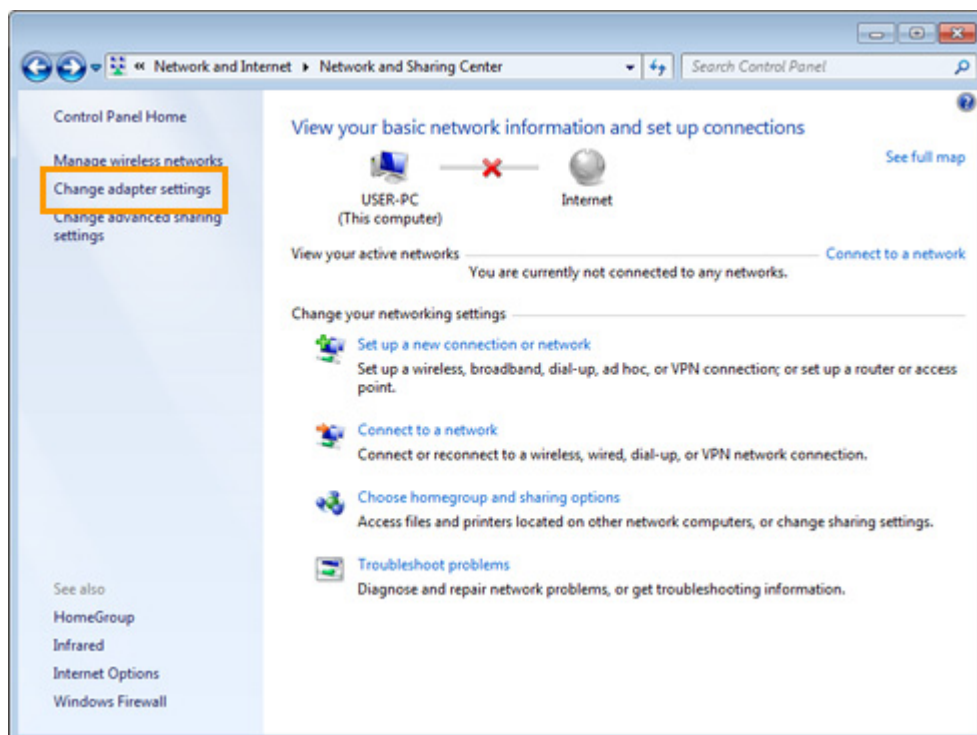 « Network and Internet ▸ Network and Sharing Center
Search Control Panel
Control Panel Home
Manage wireless networks
Change adapter settings
Change advanced sharing
settings
See also
HomeGroup
Infrared
Internet Options
Windows Firewall
View your basic network information and set up connections
See full map
USER-PC
(This computer)
Internet
View your active networks
Connect to a network
You are currently not connected to any networks.
Change your networking settings
Set up a new connection or network
Set up a wireless, broadband, dial-up, ad hoc, or VPN connection; or set up a router or access
point.
Connect to a network
Connect or reconnect to a wireless, wired, dial-up, or VPN network connection.
Choose homegroup and sharing options
Access files and printers located on other network computers, or change sharing settings.
Troubleshoot problems
Diagnose and repair network problems, or get troubleshooting information.